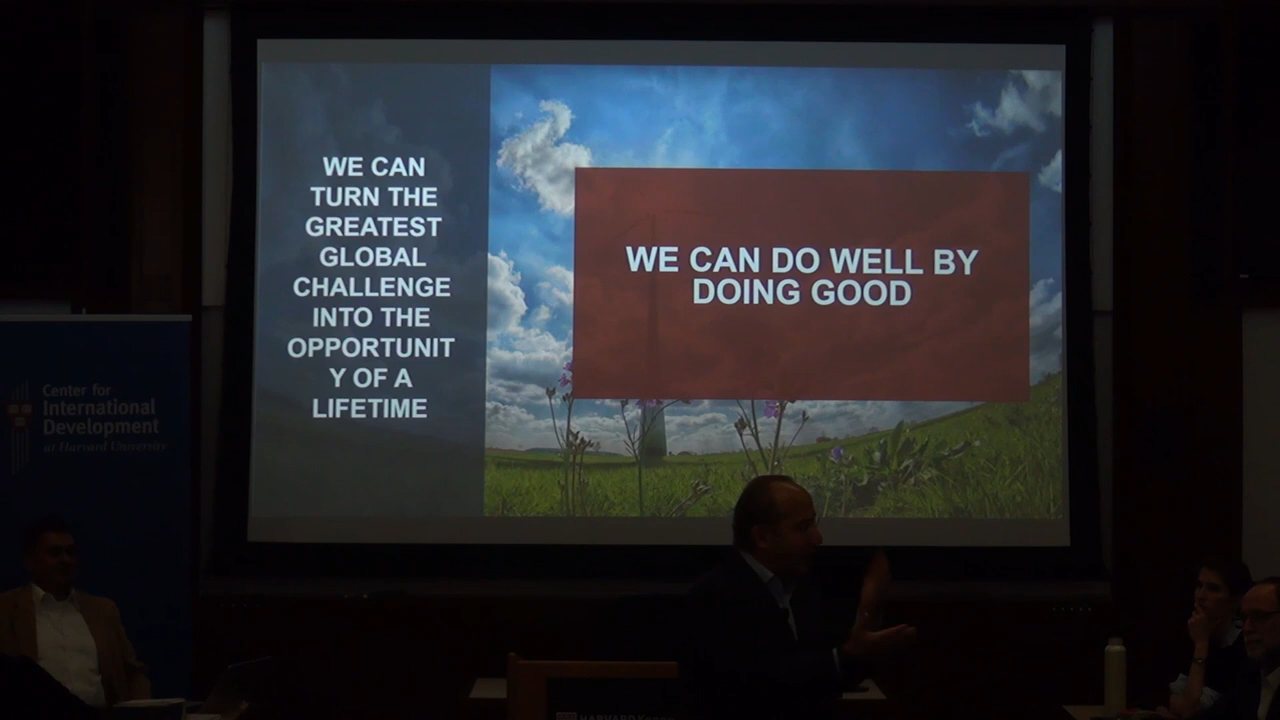 WE CAN
TURN THE
GREATEST
GLOBAL
CHALLENGE
INTO THE
OPPORTUNIT
Y OF A
LIFETIME
WE CAN DO WELL BY
DOING GOOD
Center for
International
Development
at Harvard University
HARVARD